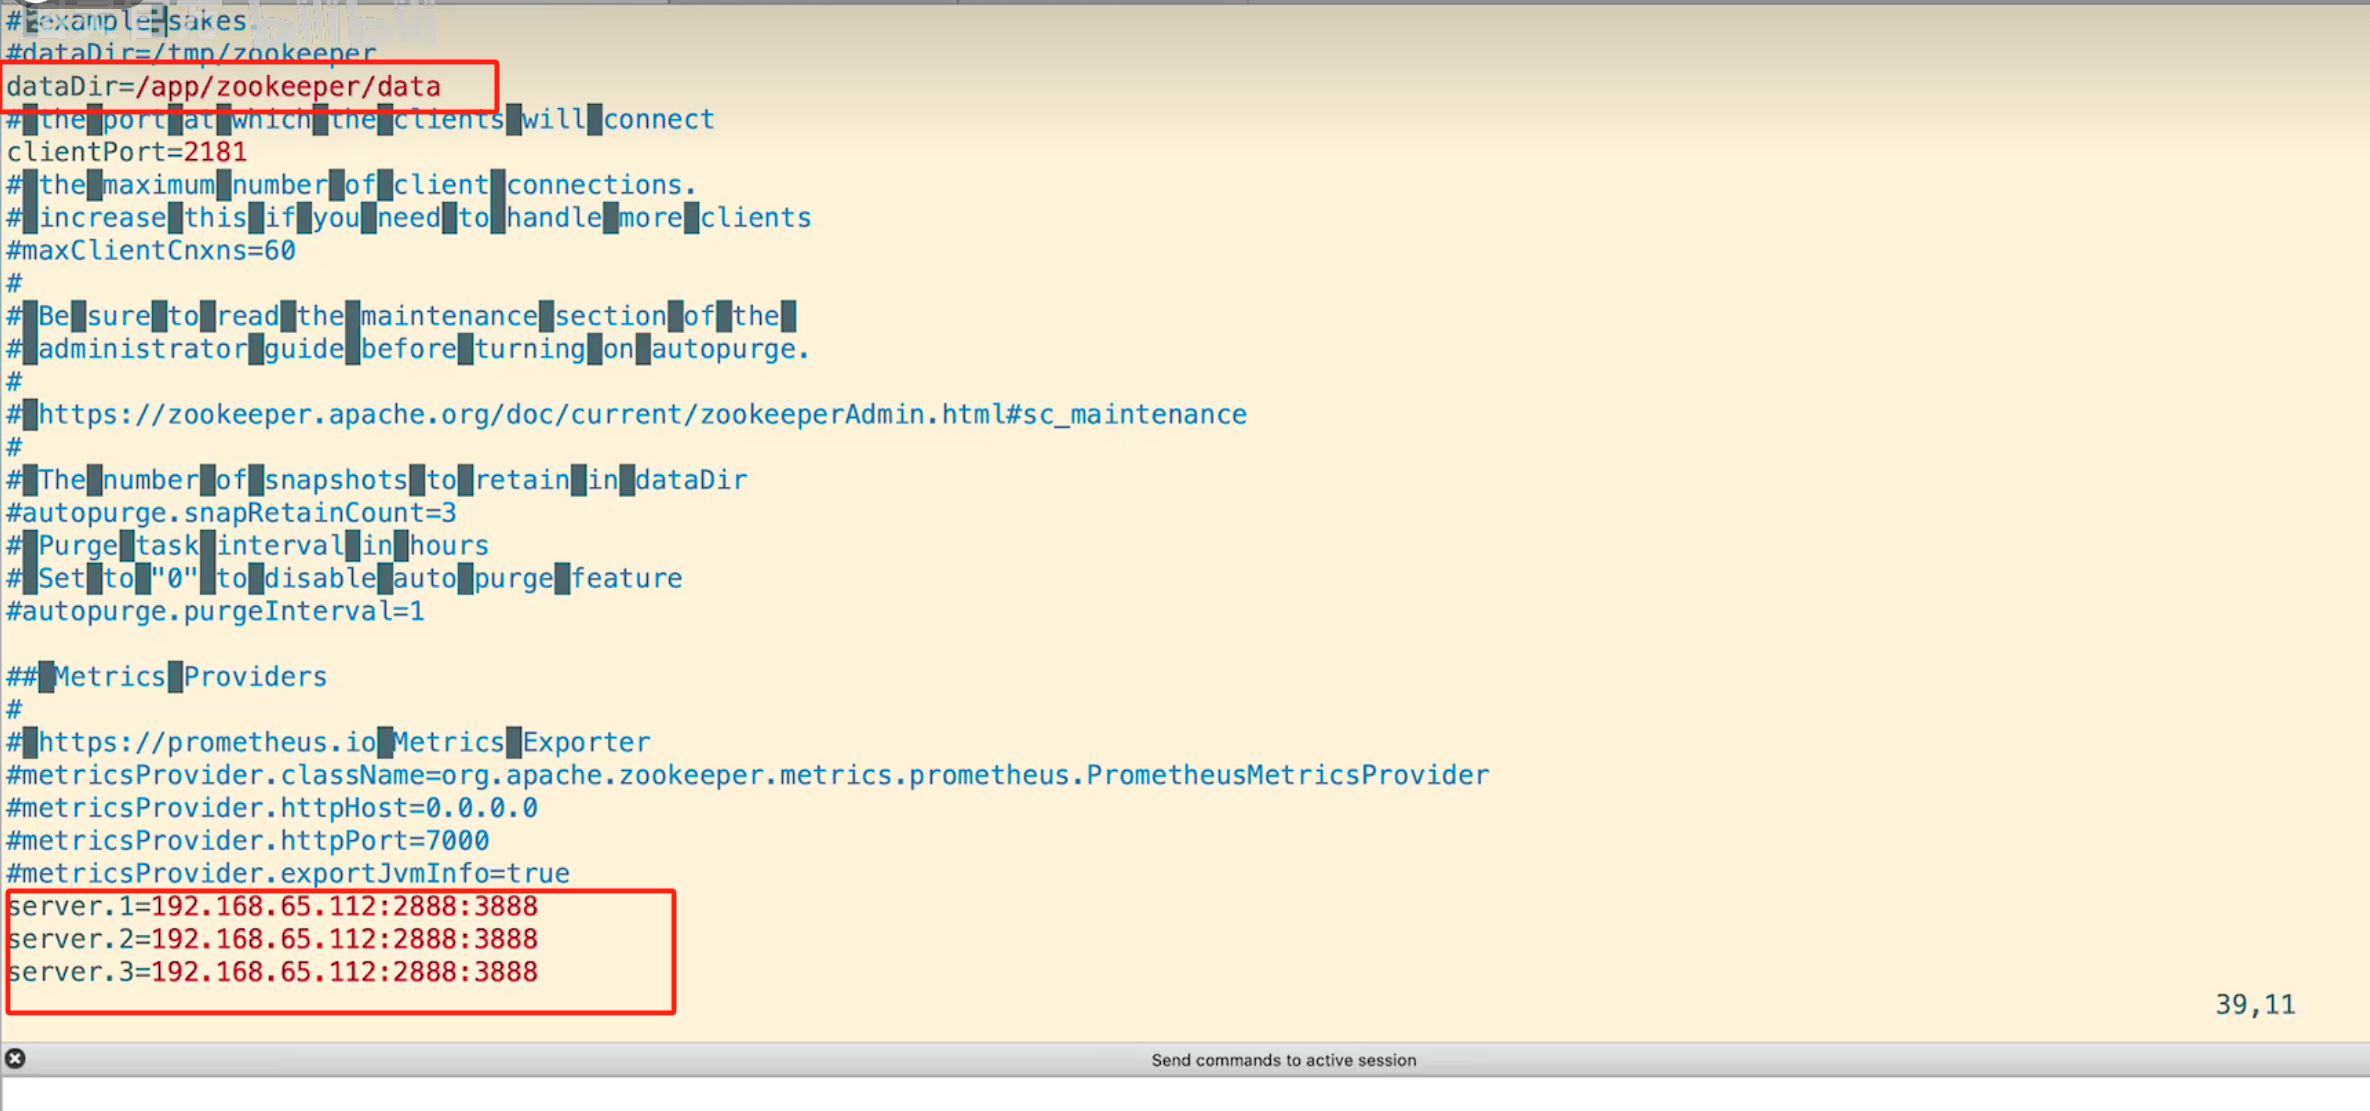 # example sakes.
#dataDir=/tmp/zookeeper
dataDir=/app/zookeeper/data
# the port at which the clients will connect
clientPort=2181
# the maximum number of client connections.
# increase this if you need to handle more clients
#maxClientCnxns=60
#
# Be sure to read the maintenance section of the
# administrator guide before turning on autopurge.
#
# https://zookeeper.apache.org/doc/current/zookeeperAdmin.html#sc_maintenance
#
# The number of snapshots to retain in dataDir
#autopurge.snapRetainCount=3
# Purge task interval in hours
# Set to "0" to disable auto purge feature
#autopurge.purgeInterval=1
## Metrics Providers
#
# https://prometheus.io Metrics Exporter
#metricsProvider.className=org.apache.zookeeper.metrics.prometheus.PrometheusMetricsProvider
#metricsProvider.httpHost=0.0.0.0
#metricsProvider.httpPort=7000
#metricsProvider.exportJvmInfo=true
server.1=192.168.65.112:2888:3888
server.2=192.168.65.112:2888:3888
server.3=192.168.65.112:2888:3888
39,11
Send commands to active session